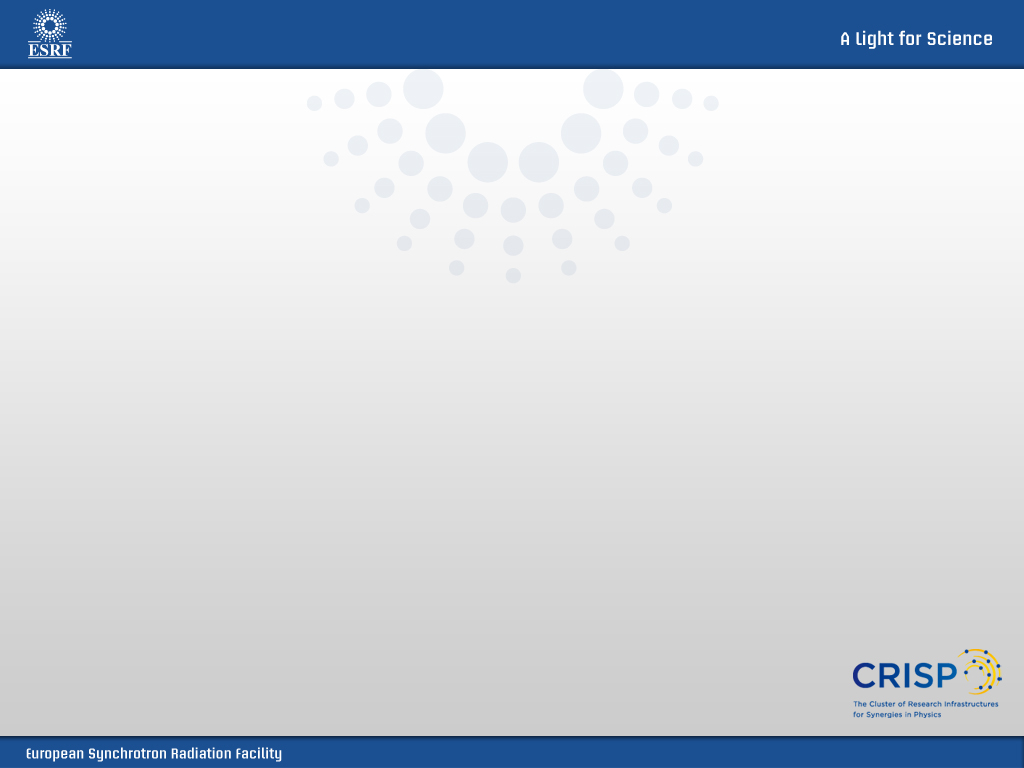 ESRF
A Light for Science
CRISP
The Cluster of Research Infrastructures
for Synergies in Physics
European Synchrotron Radiation Facility